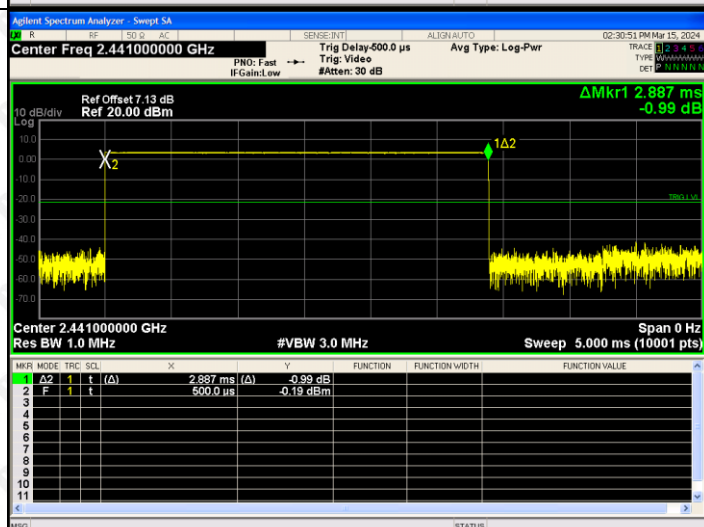 Agilent Spectrum Analyzer - Swept SA
R RF 50 Ω AC SENSE:INT ALIGN AUTO 02:30:51 PM Mar 15, 2024
Center Freq 2.441000000 GHz
PNO: Fast
IFGain:Low
Trig Delay-500.0 µs
Trig: Video
#Atten: 30 dB
Avg Type: Log-Pwr
TRACE 1 2 3 4 5 6
TYPE W
DET P N N N N N
ΔMkr1 2.887 ms
-0.99 dB
Ref Offset 7.13 dB
10 dB/div Ref 20.00 dBm
Log
10.0
0.00
-10.0
-20.0
-30.0
-40.0
-50.0
-60.0
-70.0
2
1Δ2
TRIG LVL
Center 2.441000000 GHz Span 0 Hz
Res BW 1.0 MHz #VBW 3.0 MHz Sweep 5.000 ms (10001 pts)
MKR MODE TRC SCL X Y FUNCTION FUNCTION WIDTH FUNCTION VALUE
1 Δ2 1 t (Δ) 2.887 ms (Δ) -0.99 dB
2 F 1 t 500.0 µs -0.19 dBm
3
4
5
6
7
8
9
10
11
MSG STATUS